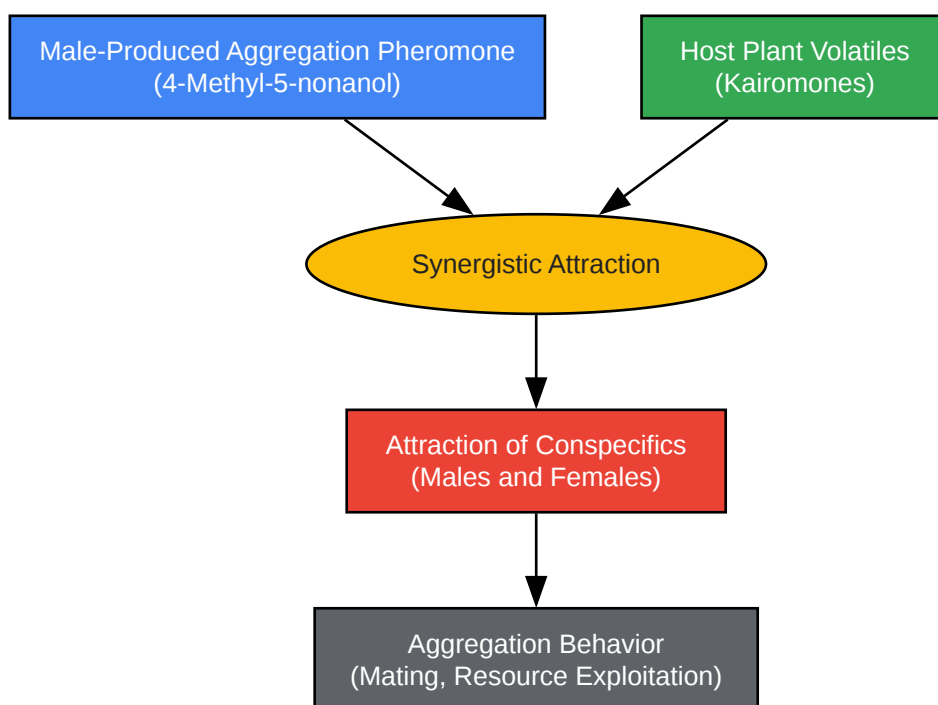 Male-Produced Aggregation Pheromone
(4-Methyl-5-nonanol)
Host Plant Volatiles
(Kairomones)
Synergistic Attraction
Attraction of Conspecifics
(Males and Females)
Aggregation Behavior
(Mating, Resource Exploitation)